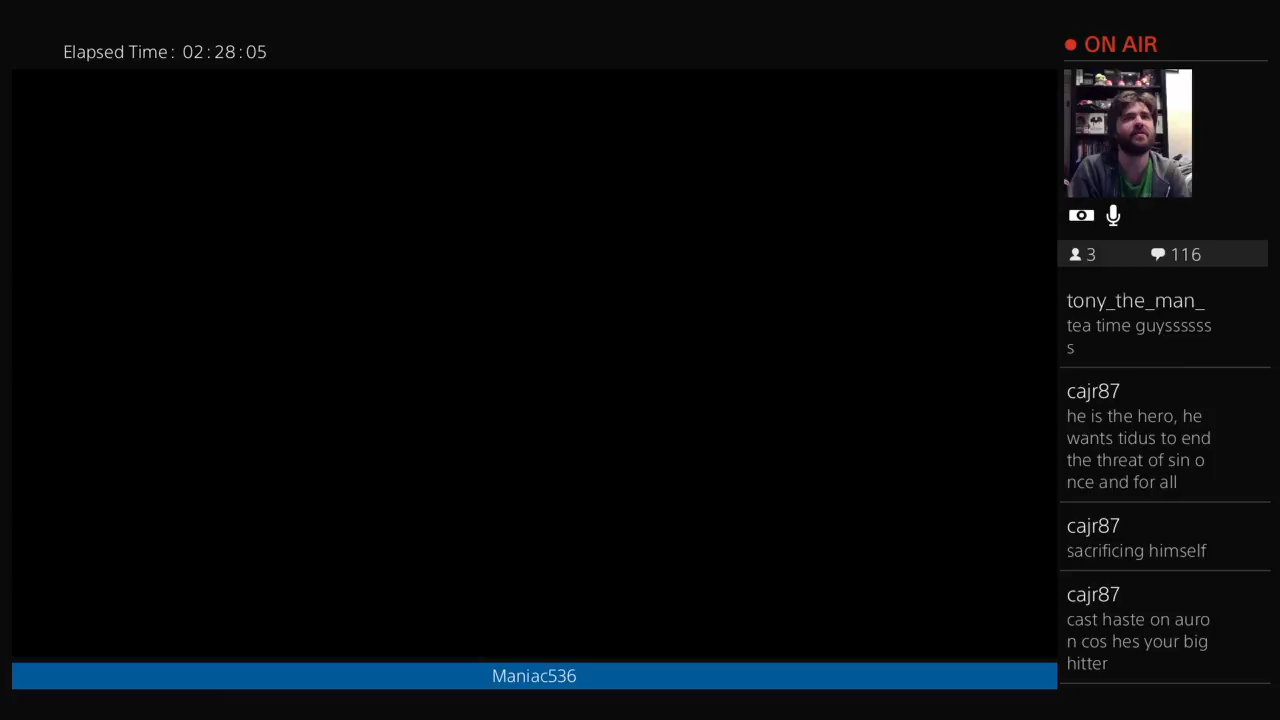 Elapsed Time: 02:28:05
ON AIR
3 116
tony_the_man_
tea time guyssssss
s
cajr87
he is the hero, he
wants tidus to end
the threat of sin o
nce and for all
cajr87
sacrificing himself
cajr87
cast haste on auro
n cos hes your big
hitter
Maniac536